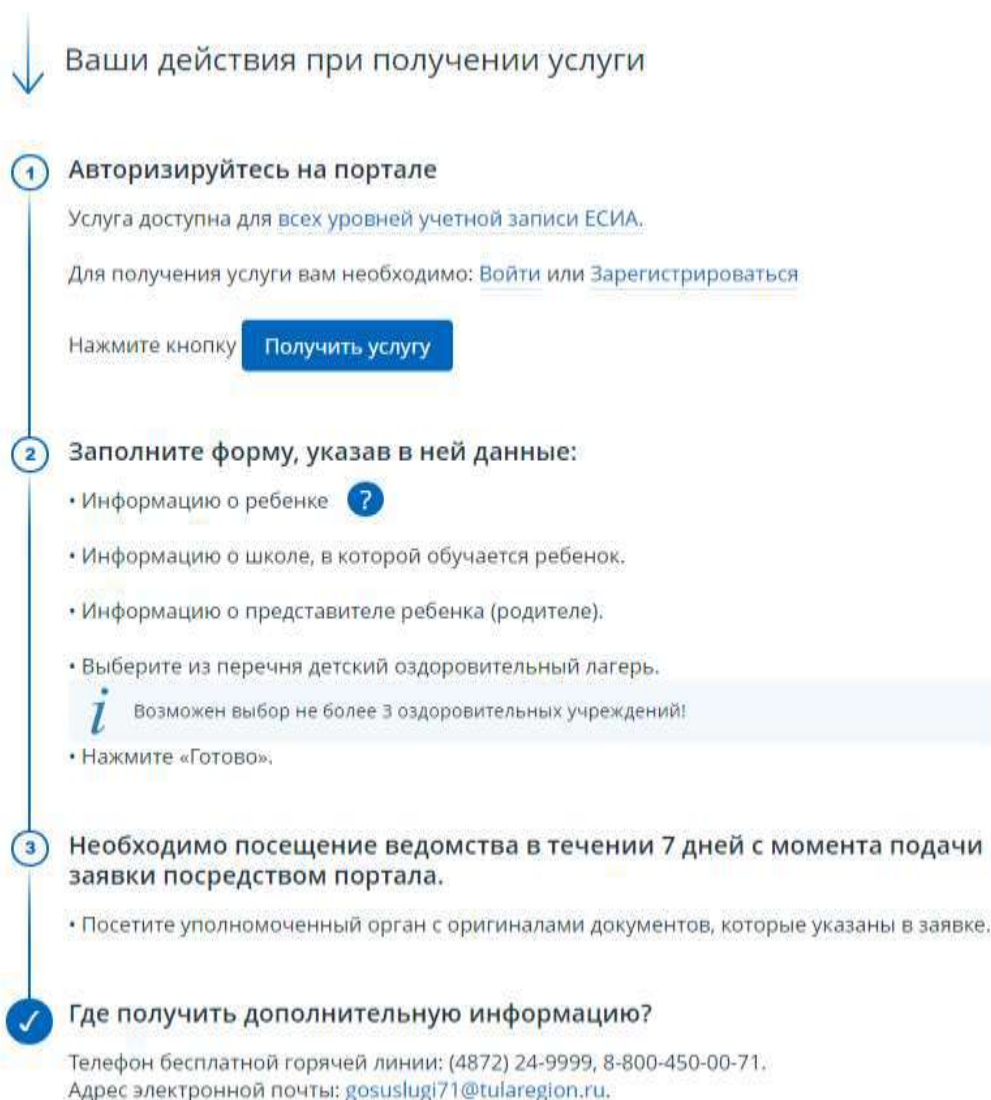 Ваши действия при получении услуги
1 Авторизируйтесь на портале
Услуга доступна для всех уровней учетной записи ЕСИА.
Для получения услуги вам необходимо: Войти или Зарегистрироваться
Нажмите кнопку Получить услугу
2 Заполните форму, указав в ней данные:
• Информацию о ребенке ?
• Информацию о школе, в которой обучается ребенок.
• Информацию о представителе ребенка (родителе).
• Выберите из перечня детский оздоровительный лагерь.
i Возможен выбор не более 3 оздоровительных учреждений!
• Нажмите «Готово».
3 Необходимо посещение ведомства в течении 7 дней с момента подачи
заявки посредством портала.
• Посетите уполномоченный орган с оригиналами документов, которые указаны в заявке.
Где получить дополнительную информацию?
Телефон бесплатной горячей линии: (4872) 24-9999, 8-800-450-00-71.
Адрес электронной почты: gosuslugi71@tularegion.ru.